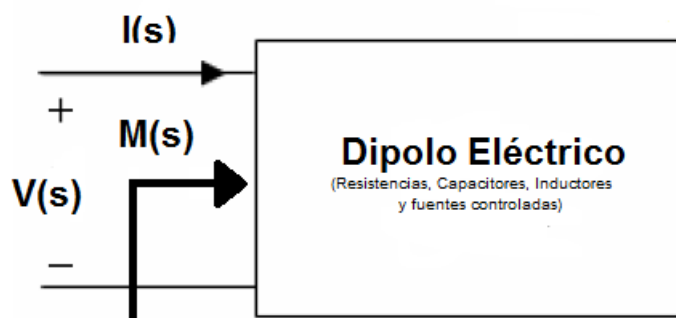 I(s)
+
M(s)
V(s)
−
Dipolo Eléctrico
(Resistencias, Capacitores, Inductores
y fuentes controladas)